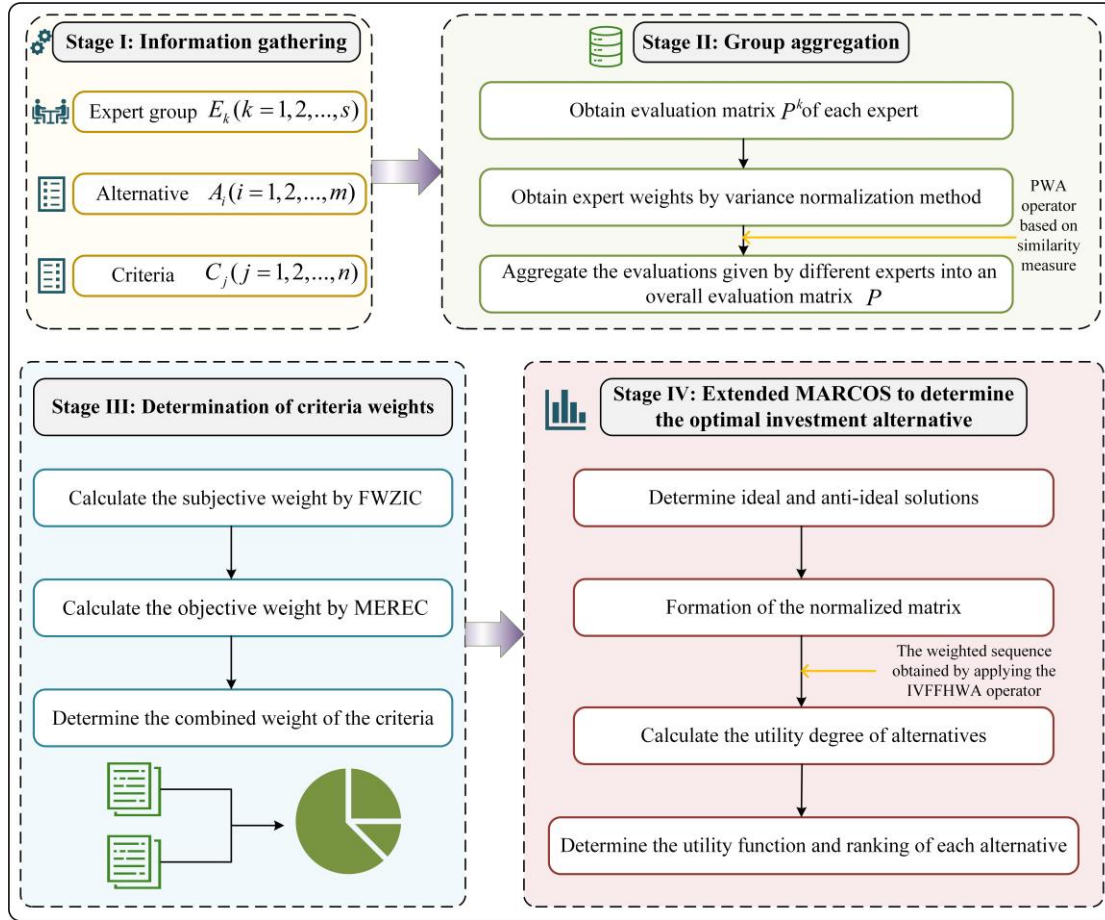 Stage I: Information gathering
Expert group E_k(k = 1,2,...,s)
Alternative A_i(i = 1,2,...,m)
Criteria C_j(j = 1,2,...,n)
Stage II: Group aggregation
Obtain evaluation matrix P^k of each expert
Obtain expert weights by variance normalization method
PWA
operator
based on
similarity
measure
Aggregate the evaluations given by different experts into an
overall evaluation matrix P
Stage III: Determination of criteria weights
Calculate the subjective weight by FWZIC
Calculate the objective weight by MEREC
Determine the combined weight of the criteria
Stage IV: Extended MARCOS to determine
the optimal investment alternative
Determine ideal and anti-ideal solutions
Formation of the normalized matrix
The weighted sequence
obtained by applying the
IVFFHWA operator
Calculate the utility degree of alternatives
Determine the utility function and ranking of each alternative